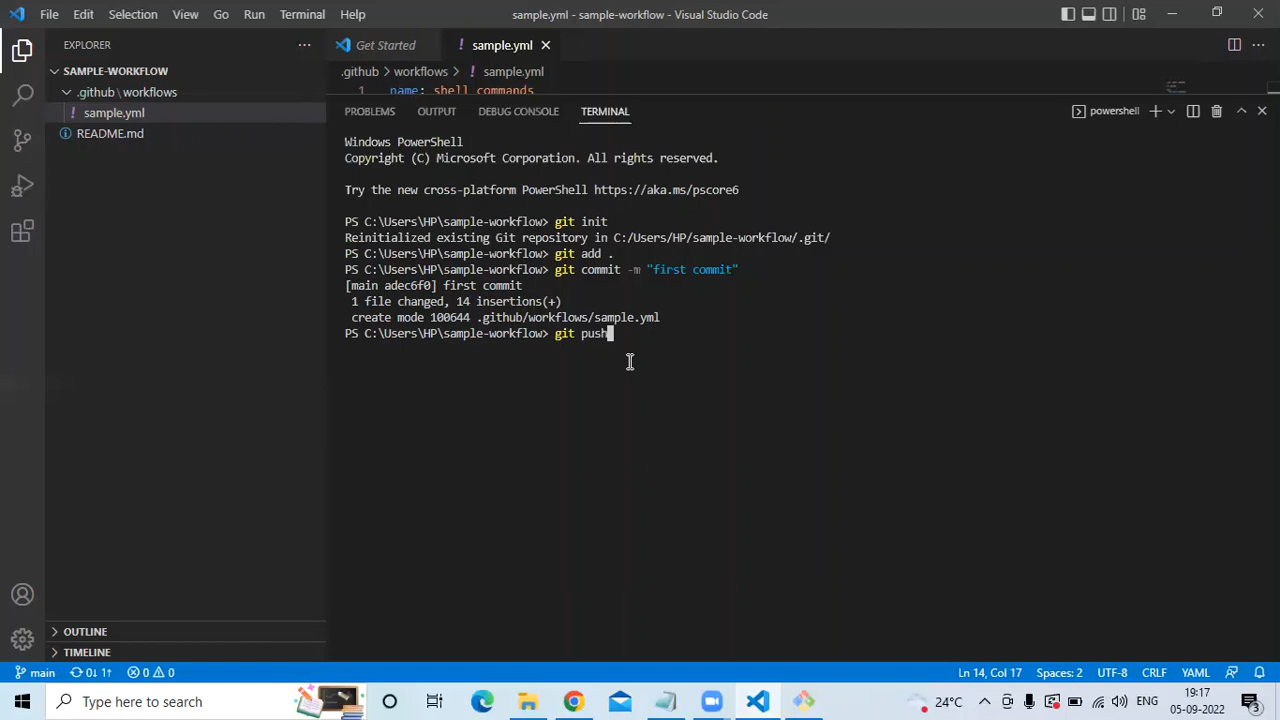 File Edit Selection View Go Run Terminal Help sample.yml - sample-workflow - Visual Studio Code
EXPLORER
Get Started
sample.yml
SAMPLE-WORKFLOW
.github > workflows > ! sample.yml
.github\workflows
1 name: shell commands
! sample.yml
README.md
PROBLEMS OUTPUT DEBUG CONSOLE TERMINAL
powershell
Windows PowerShell
Copyright (C) Microsoft Corporation. All rights reserved.
Try the new cross-platform PowerShell https://aka.ms/pscore6
PS C:\Users\HP\sample-workflow> git init
Reinitialized existing Git repository in C:/Users/HP/sample-workflow/.git/
PS C:\Users\HP\sample-workflow> git add .
PS C:\Users\HP\sample-workflow> git commit -m "first commit"
[main adec6f0] first commit
1 file changed, 14 insertions(+)
create mode 100644 .github/workflows/sample.yml
PS C:\Users\HP\sample-workflow> git push
OUTLINE
TIMELINE
main 0↓ 1↑ 0 0 Ln 14, Col 17 Spaces: 2 UTF-8 CRLF YAML
Type here to search
24°C
ENG
19:17
05-09-2022
3